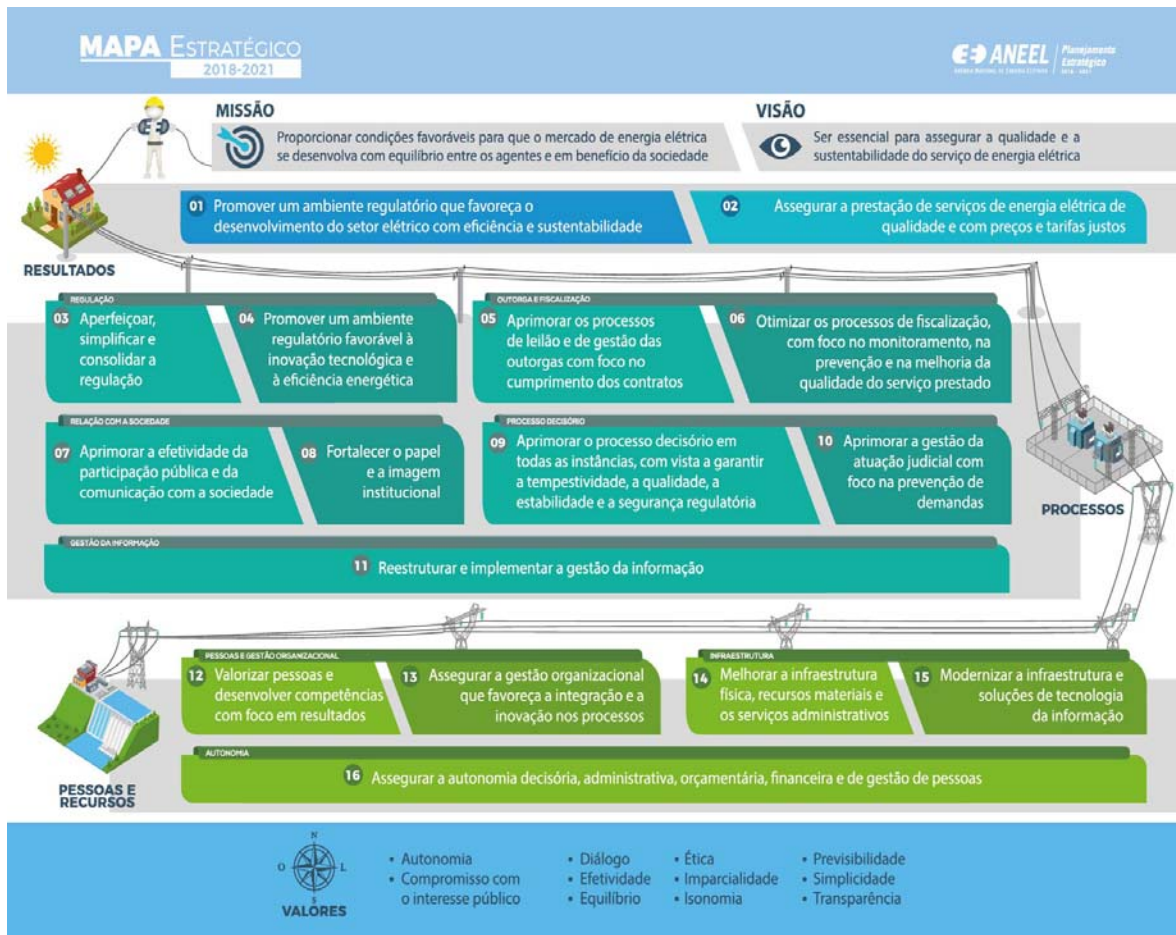 MAPA ESTRATÉGICO
2018-2021
ANEEL
AGÊNCIA NACIONAL DE ENERGIA ELÉTRICA
Planejamento
Estratégico
2018 - 2021
MISSÃO
Proporcionar condições favoráveis para que o mercado de energia elétrica
se desenvolva com equilíbrio entre os agentes e em benefício da sociedade
VISÃO
Ser essencial para assegurar a qualidade e a
sustentabilidade do serviço de energia elétrica
RESULTADOS
01 Promover um ambiente regulatório que favoreça o
desenvolvimento do setor elétrico com eficiência e sustentabilidade
02 Assegurar a prestação de serviços de energia elétrica de
qualidade e com preços e tarifas justos
PROCESSOS
REGULAÇÃO
03 Aperfeiçoar,
simplificar e
consolidar a
regulação
04 Promover um ambiente
regulatório favorável à
inovação tecnológica e
à eficiência energética
OUTORGA E FISCALIZAÇÃO
05 Aprimorar os processos
de leilão e de gestão das
outorgas com foco no
cumprimento dos contratos
06 Otimizar os processos de fiscalização,
com foco no monitoramento, na
prevenção e na melhoria da
qualidade do serviço prestado
RELAÇÃO COM A SOCIEDADE
07 Aprimorar a efetividade da
participação pública e da
comunicação com a sociedade
08 Fortalecer o papel
e a imagem
institucional
PROCESSO DECISÓRIO
09 Aprimorar o processo decisório em
todas as instâncias, com vista a garantir
a tempestividade, a qualidade, a
estabilidade e a segurança regulatória
10 Aprimorar a gestão da
atuação judicial com
foco na prevenção de
demandas
GESTÃO DA INFORMAÇÃO
11 Reestruturar e implementar a gestão da informação
PESSOAS E
RECURSOS
PESSOAS E GESTÃO ORGANIZACIONAL
12 Valorizar pessoas e
desenvolver competências
com foco em resultados
13 Assegurar a gestão organizacional
que favoreça a integração e a
inovação nos processos
INFRAESTRUTURA
14 Melhorar a infraestrutura
física, recursos materiais e
os serviços administrativos
15 Modernizar a infraestrutura e
soluções de tecnologia
da informação
AUTONOMIA
16 Assegurar a autonomia decisória, administrativa, orçamentária, financeira e de gestão de pessoas
N
O L
S
VALORES
• Autonomia
• Compromisso com
o interesse público
• Diálogo
• Efetividade
• Equilíbrio
• Ética
• Imparcialidade
• Isonomia
• Previsibilidade
• Simplicidade
• Transparência